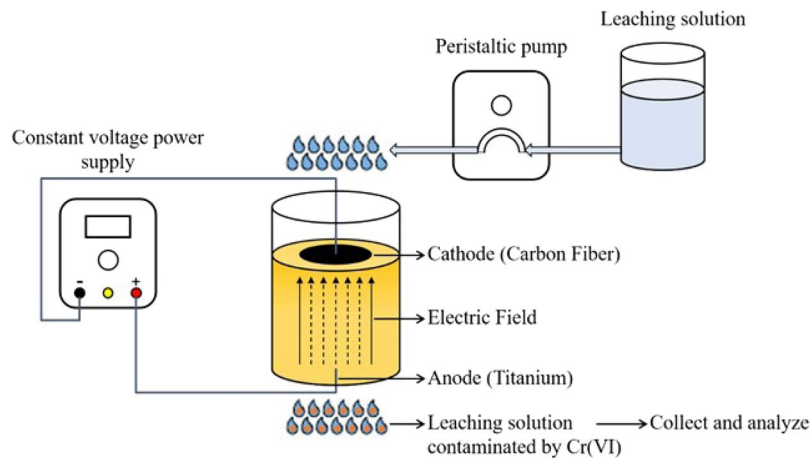 Leaching solution
Peristaltic pump
Constant voltage power
supply
- +
Cathode (Carbon Fiber)
Electric Field
Anode (Titanium)
Leaching solution
contaminated by Cr(VI)
Collect and analyze